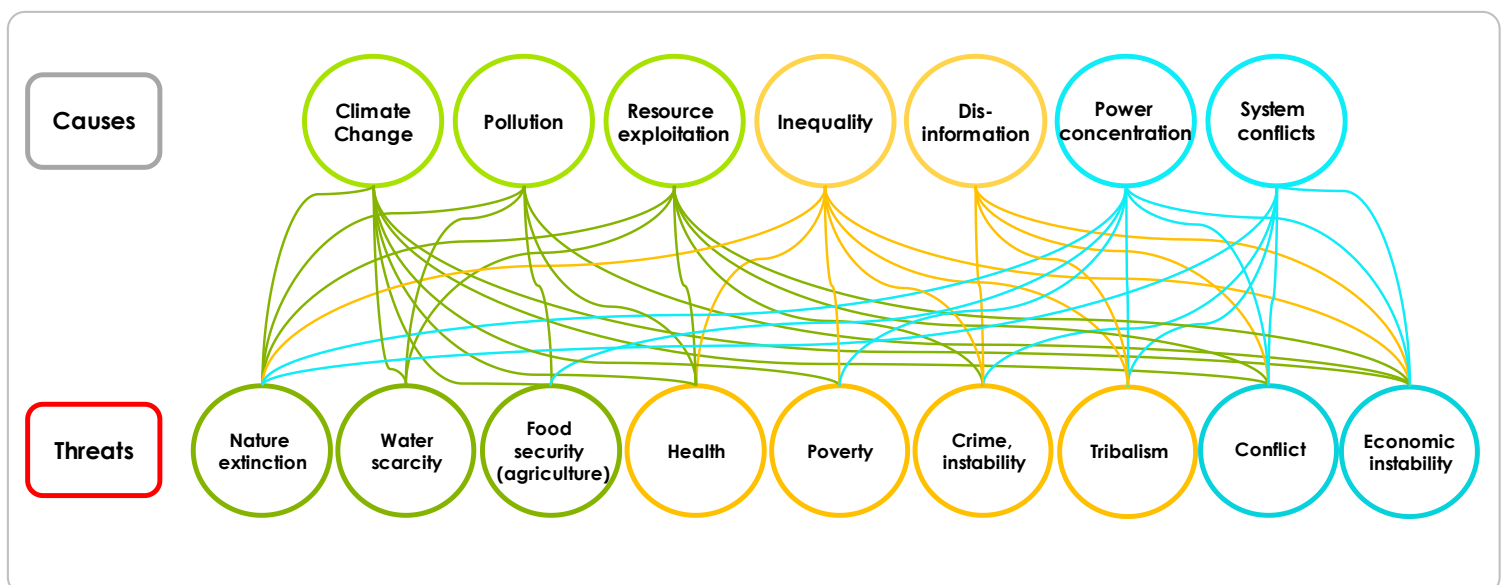 Causes
Climate
Change
Pollution
Resource
exploitation
Inequality
Dis-
information
Power
concentration
System
conflicts
Threats
Nature
extinction
Water
scarcity
Food
security
(agriculture)
Health
Poverty
Crime,
instability
Tribalism
Conflict
Economic
instability